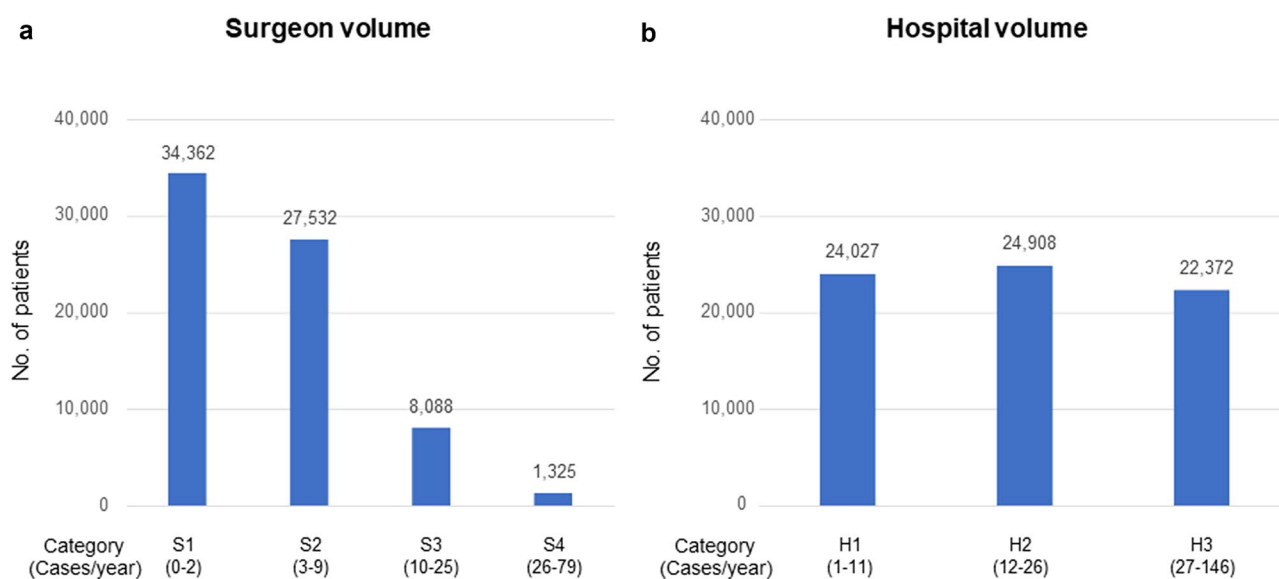 a
Surgeon volume
No. of patients
40,000
30,000
20,000
10,000
0
34,362
27,532
8,088
1,325
Category S1 S2 S3 S4
(Cases/year) (0-2) (3-9) (10-25) (26-79)
b
Hospital volume
No. of patients
40,000
30,000
20,000
10,000
0
24,027
24,908
22,372
Category H1 H2 H3
(Cases/year) (1-11) (12-26) (27-146)